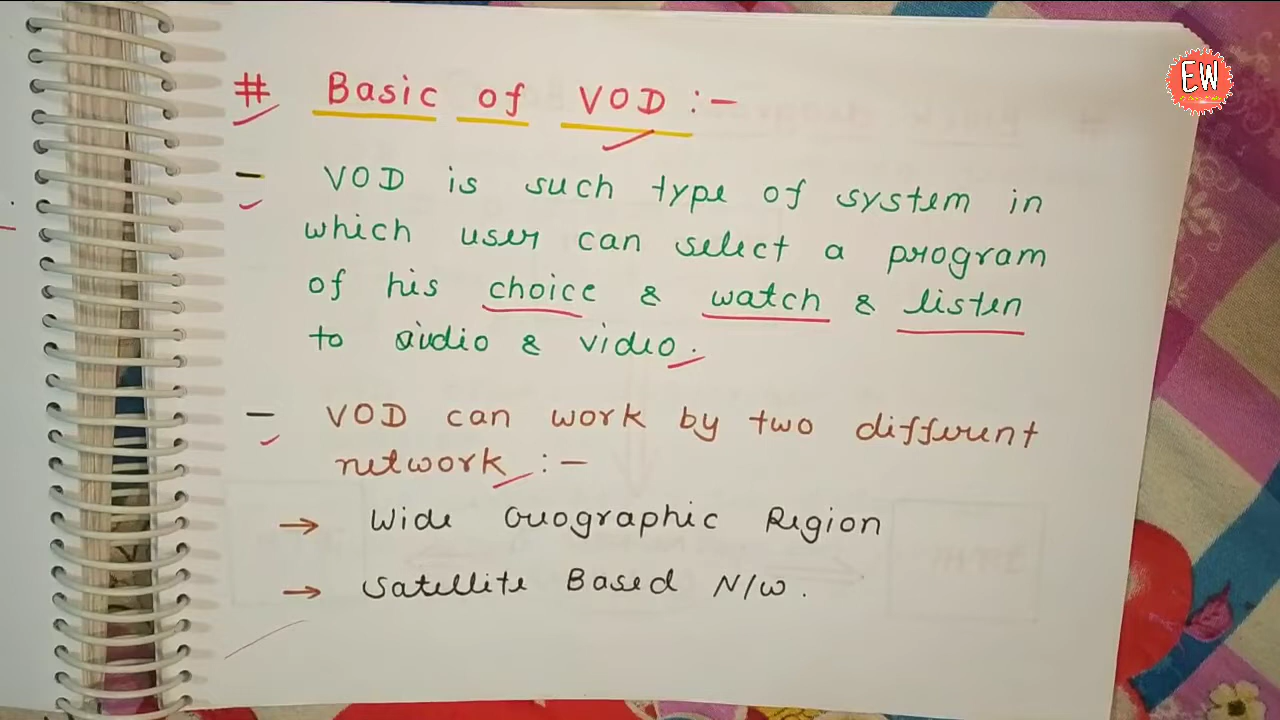 # Basic of VOD :-
- VOD is such type of system in
which user can select a program
of his choice & watch & listen
to audio & video.
- VOD can work by two different
network :-
→ Wide Geographic Region
→ Satellite Based N/W.
EW